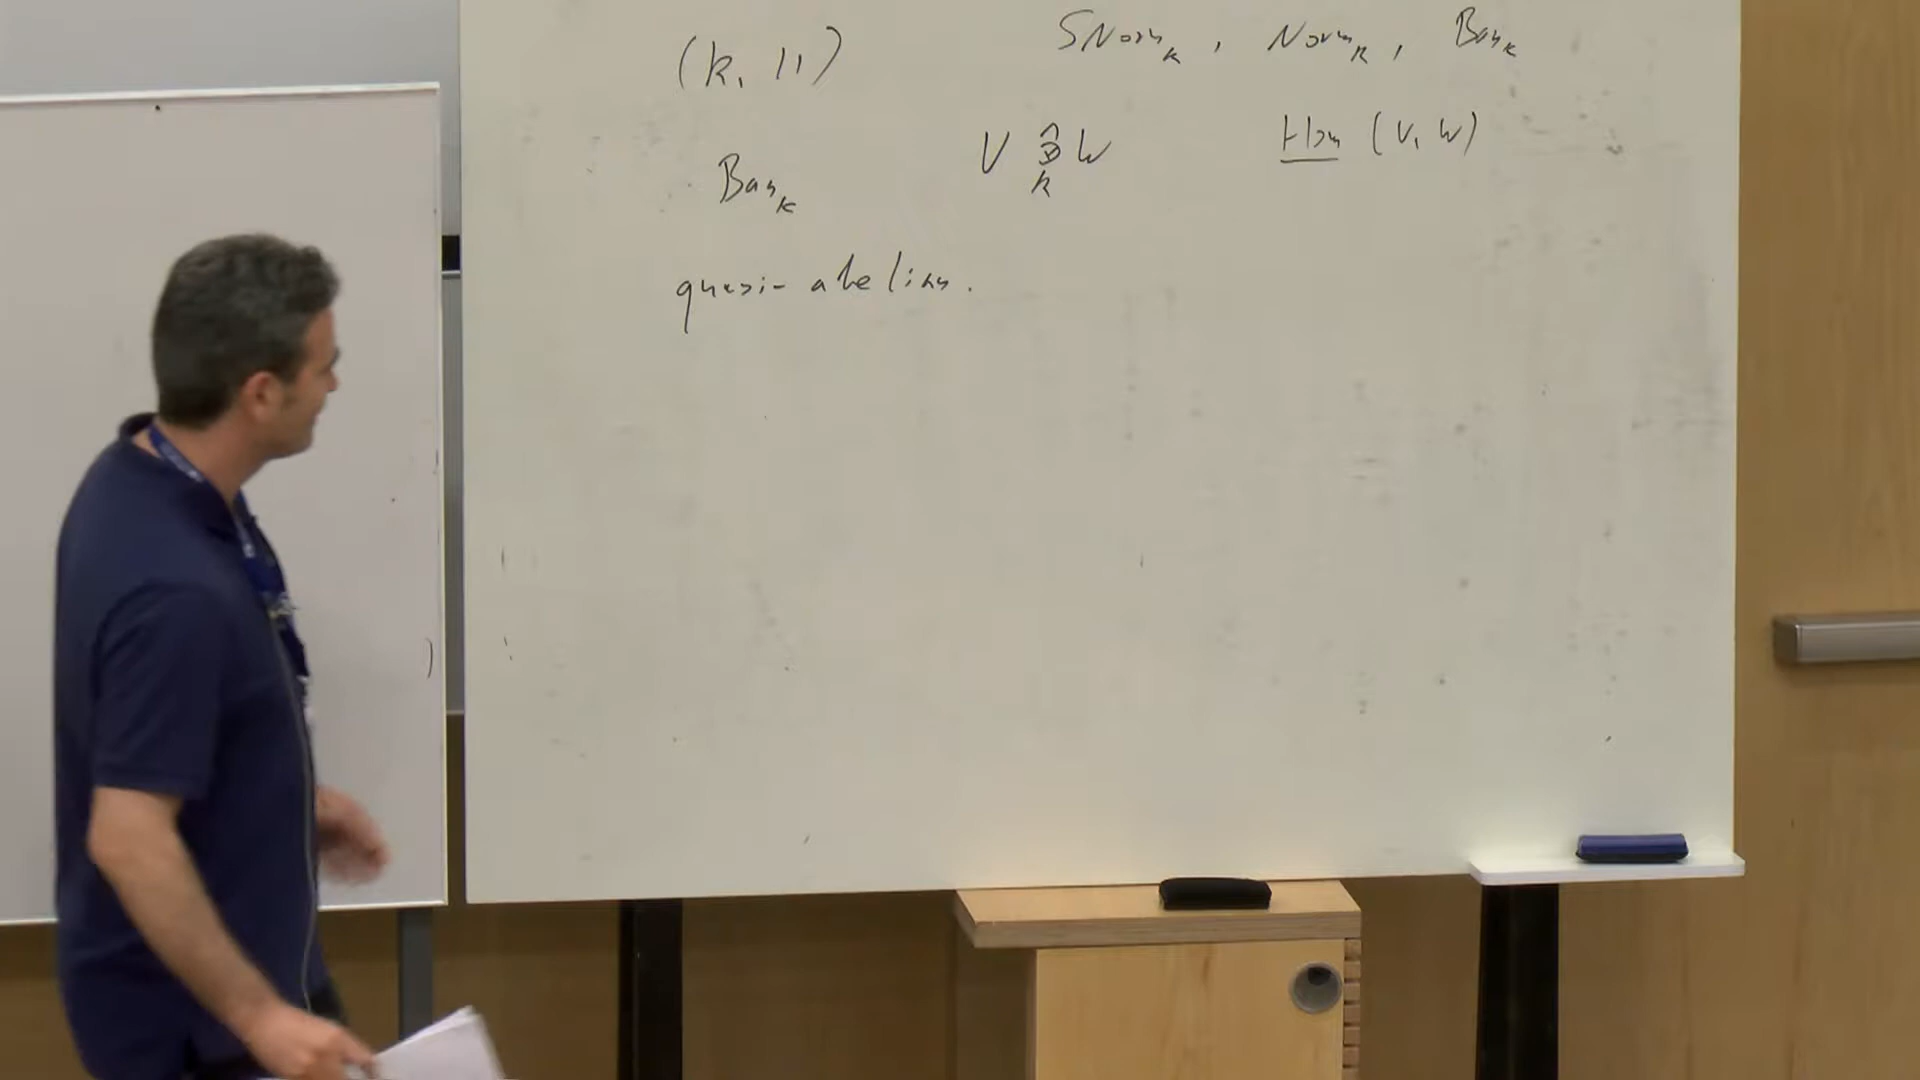 (k, | |) SNorm_k, Norm_k, Ban_k
Ban_k V ⊗̂_k W Hom (V, W)
quasi-abelian.